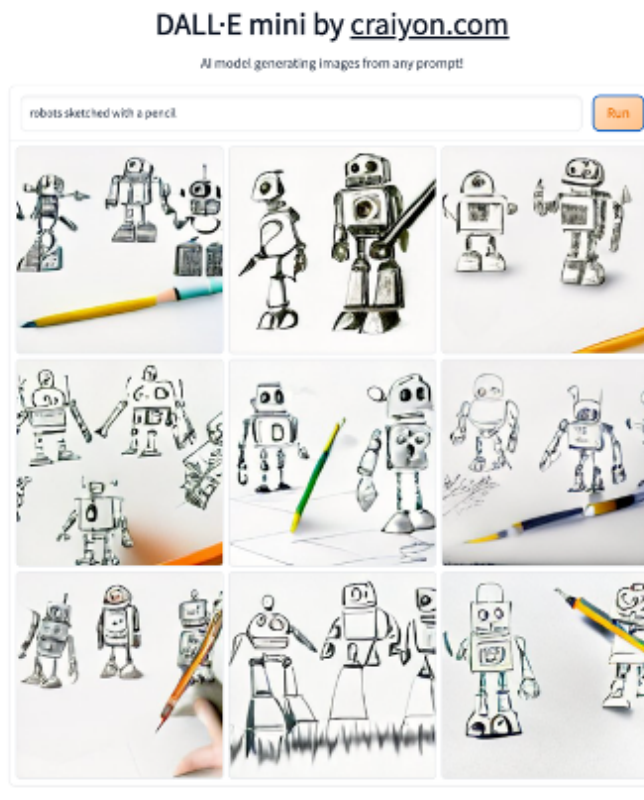 DALL·E mini by craiyon.com
AI model generating images from any prompt!
robots sketched with a pencil
Run